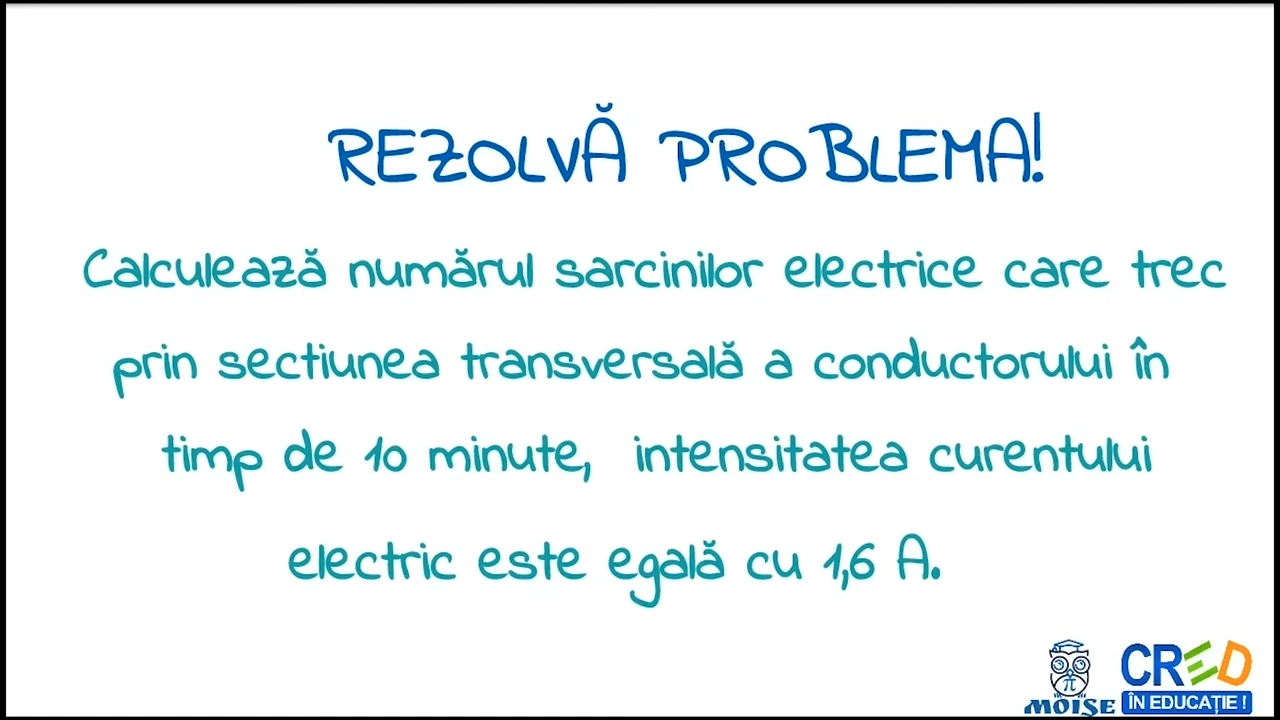 REZOLVĂ PROBLEMA!
Calculează numărul sarcinilor electrice care trec
prin sectiunea transversală a conductorului în
timp de 10 minute, intensitatea curentului
electric este egală cu 1,6 A.
π
MOISE
CRED
ÎN EDUCAȚIE!